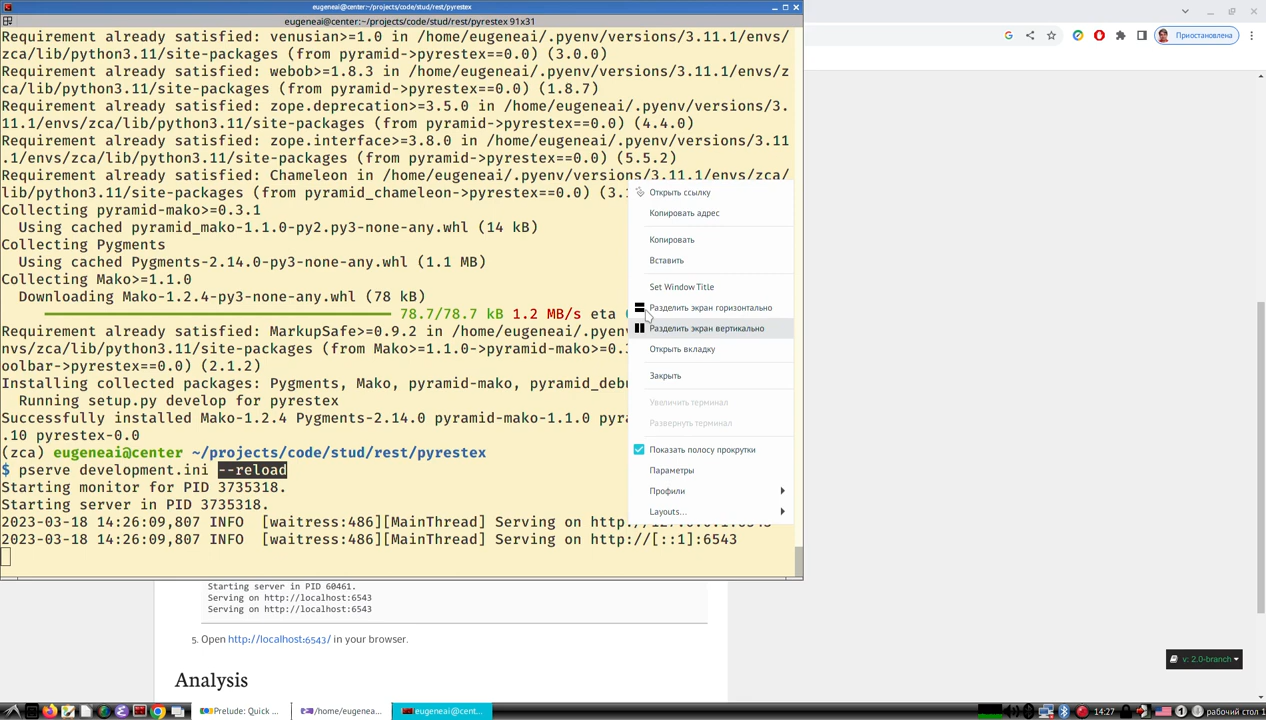 eugeneai@center:~/projects/code/stud/rest/pyrestex
eugeneai@center:~/projects/code/stud/rest/pyrestex 91x31
Requirement already satisfied: venusian>=1.0 in /home/eugeneai/.pyenv/versions/3.11.1/envs/z
ca/lib/python3.11/site-packages (from pyramid->pyrestex==0.0) (3.0.0)
Requirement already satisfied: webob>=1.8.3 in /home/eugeneai/.pyenv/versions/3.11.1/envs/zc
a/lib/python3.11/site-packages (from pyramid->pyrestex==0.0) (1.8.7)
Requirement already satisfied: zope.deprecation>=3.5.0 in /home/eugeneai/.pyenv/versions/3.
11.1/envs/zca/lib/python3.11/site-packages (from pyramid->pyrestex==0.0) (4.4.0)
Requirement already satisfied: zope.interface>=3.8.0 in /home/eugeneai/.pyenv/versions/3.11
.1/envs/zca/lib/python3.11/site-packages (from pyramid->pyrestex==0.0) (5.5.2)
Requirement already satisfied: Chameleon in /home/eugeneai/.pyenv/versions/3.11.1/envs/zca/
lib/python3.11/site-packages (from pyramid_chameleon->pyrestex==0.0) (3.
Collecting pyramid-mako>=0.3.1
Using cached pyramid_mako-1.1.0-py2.py3-none-any.whl (14 kB)
Collecting Pygments
Using cached Pygments-2.14.0-py3-none-any.whl (1.1 MB)
Collecting Mako>=1.1.0
Downloading Mako-1.2.4-py3-none-any.whl (78 kB)
78.7/78.7 kB 1.2 MB/s eta
Requirement already satisfied: MarkupSafe>=0.9.2 in /home/eugeneai/.pyenv/
lib/python3.11/site-packages (from Mako>=1.1.0->pyramid-mako>=0.3
oolbar->pyrestex==0.0) (2.1.2)
Installing collected packages: Pygments, Mako, pyramid-mako, pyramid_deb
Running setup.py develop for pyrestex
Successfully installed Mako-1.2.4 Pygments-2.14.0 pyramid-mako-1.1.0 pyram
.10 pyrestex-0.0
(zca) eugeneai@center ~/projects/code/stud/rest/pyrestex
$ pserve development.ini --reload
Starting monitor for PID 3735318.
Starting server in PID 3735318.
2023-03-18 14:26:09,807 INFO [waitress:486][MainThread] Serving on http://127.0.0.1:6543
2023-03-18 14:26:09,807 INFO [waitress:486][MainThread] Serving on http://[::1]:6543
Открыть ссылку
Копировать адрес
Копировать
Вставить
Set Window Title
Разделить экран горизонтально
Разделить экран вертикально
Открыть вкладку
Закрыть
Увеличить терминал
Развернуть терминал
Показать полосу прокрутки
Параметры
Профили
Layouts...
Приостановлена
Starting server in PID 60461.
Serving on http://localhost:6543
Serving on http://localhost:6543
5. Open http://localhost:6543/ in your browser.
Analysis
v: 2.0-branch
Prelude: Quick ...
/home/eugenea...
eugeneai@cent...
14:27
рабочий стол 1